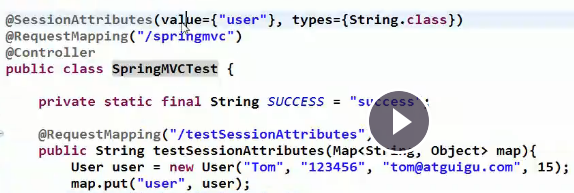 @SessionAttributes(value={"user"}, types={String.class})
@RequestMapping("/springmvc")
@Controller
public class SpringMVCTest {
private static final String SUCCESS = "success";
@RequestMapping("/testSessionAttributes")
public String testSessionAttributes(Map<String, Object> map){
User user = new User("Tom", "123456", "tom@atguigu.com", 15);
map.put("user", user);